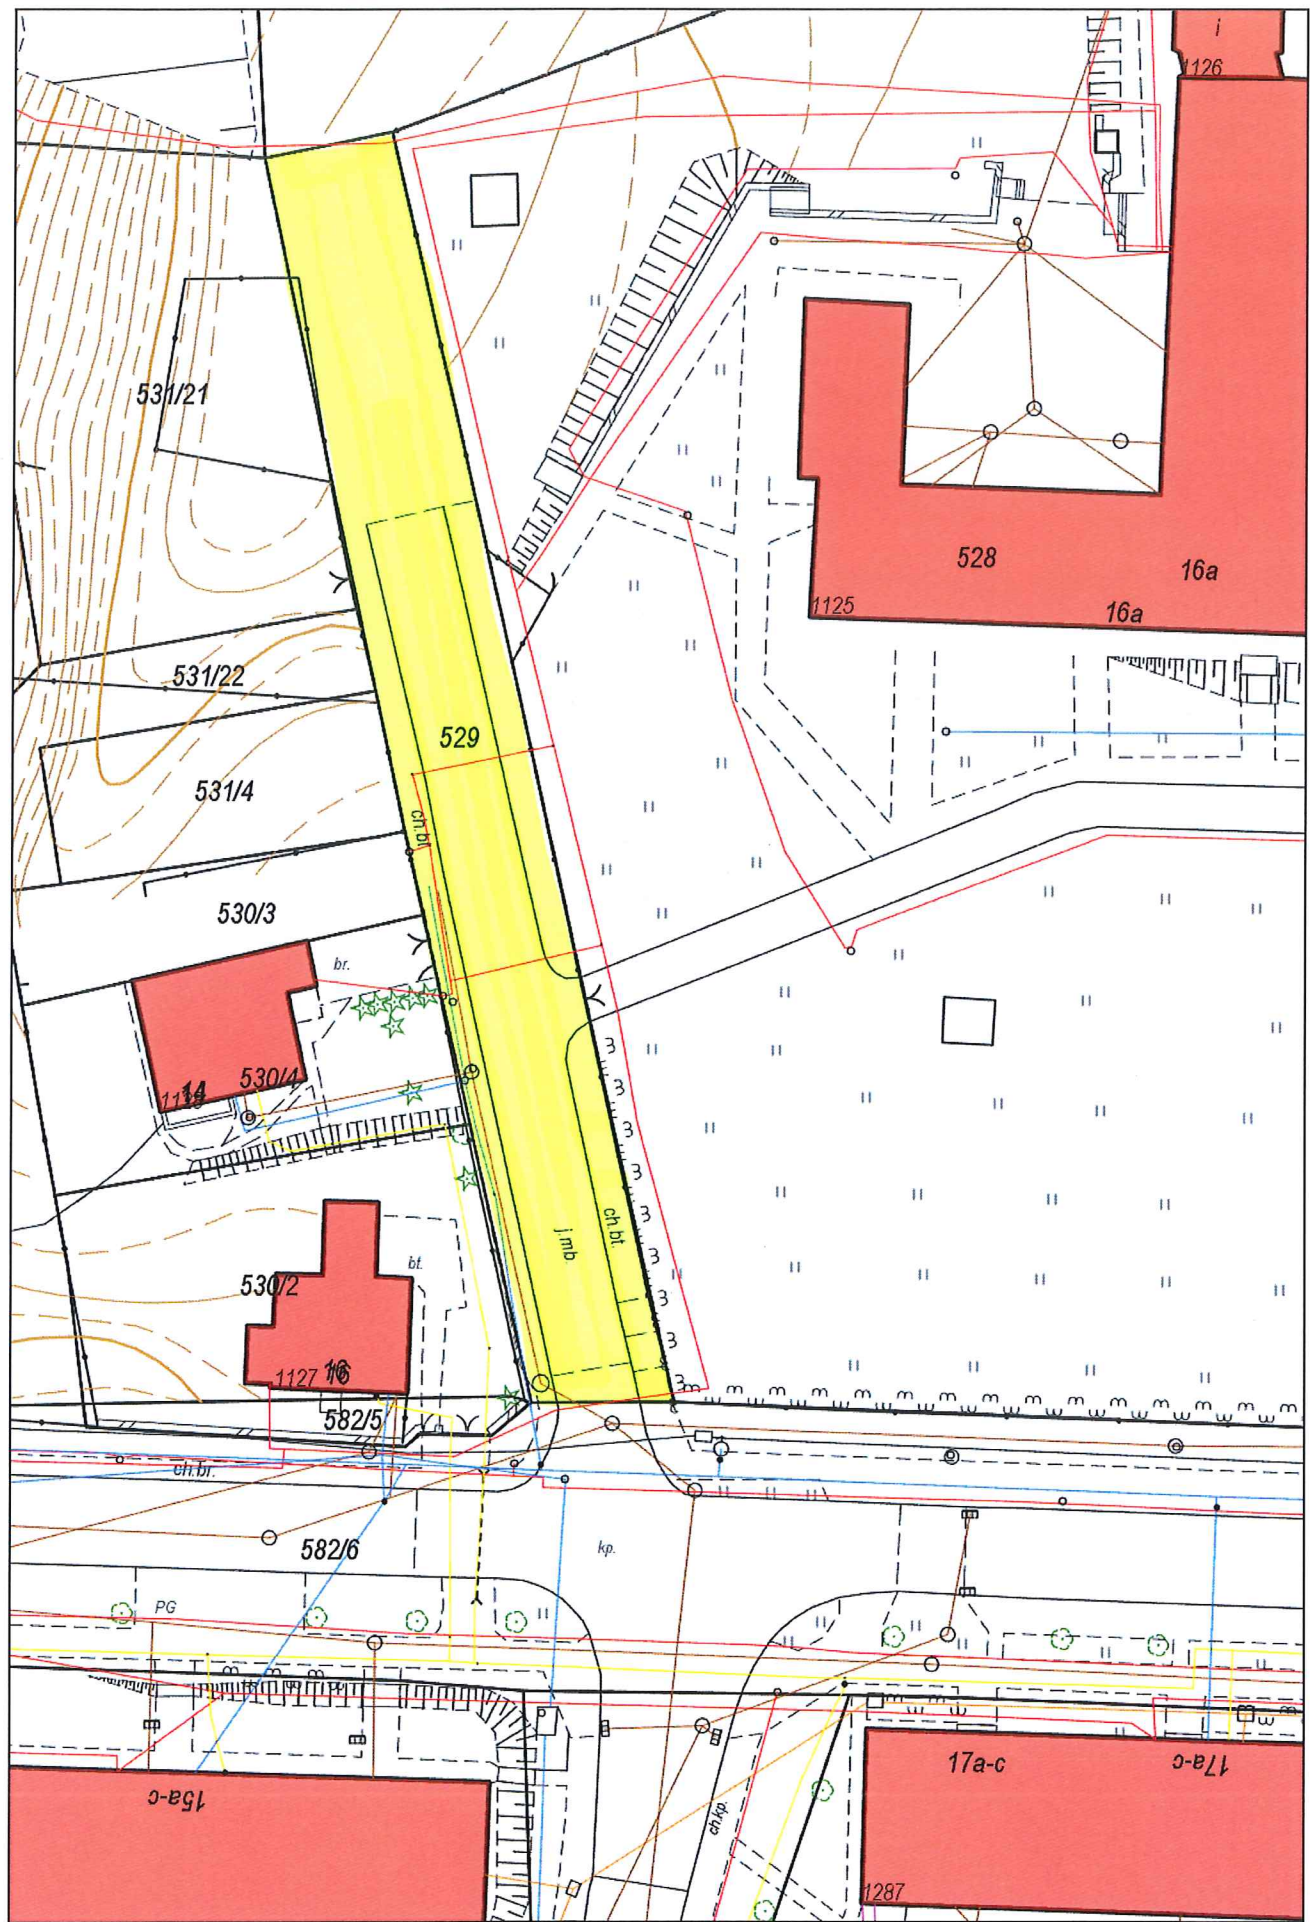 i
1126
531/21
528
16a
1125
16a
531/22
529
531/4
ch.bt.
530/3
br.
530/4
14
j.mb.
ch.bt.
530/2
bt.
1127
16
582/5
ch.br.
582/6
kp.
PG
15a-c
17a-c
17a-c
ch.kp.
1287